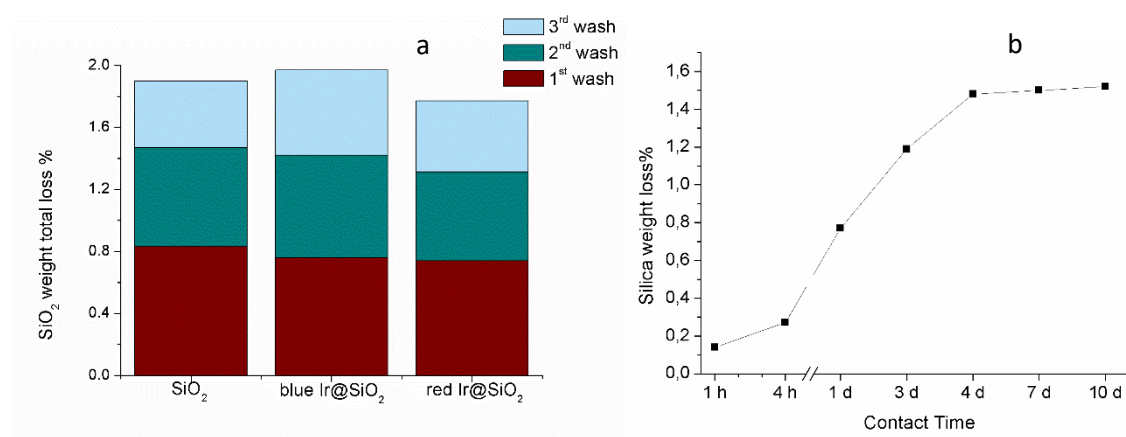 a
3rd wash
2nd wash
1st wash
SiO2 weight total loss %
2.0
1.6
1.2
0.8
0.4
0.0
SiO2 blue Ir@SiO2 red Ir@SiO2
b
Silica weight loss%
1,6
1,4
1,2
1,0
0,8
0,6
0,4
0,2
0,0
1 h 4 h 1 d 3 d 4 d 7 d 10 d
Contact Time